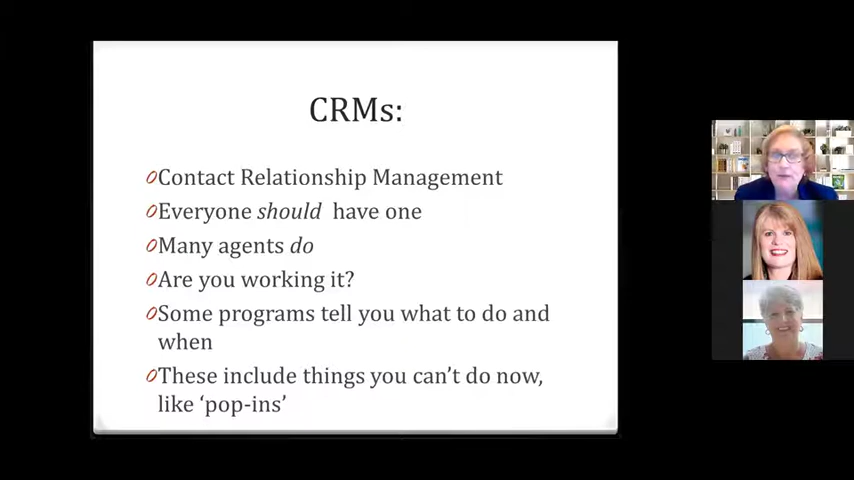 CRMs:
Contact Relationship Management
Everyone should have one
Many agents do
Are you working it?
Some programs tell you what to do and
when
These include things you can't do now,
like ‘pop-ins’